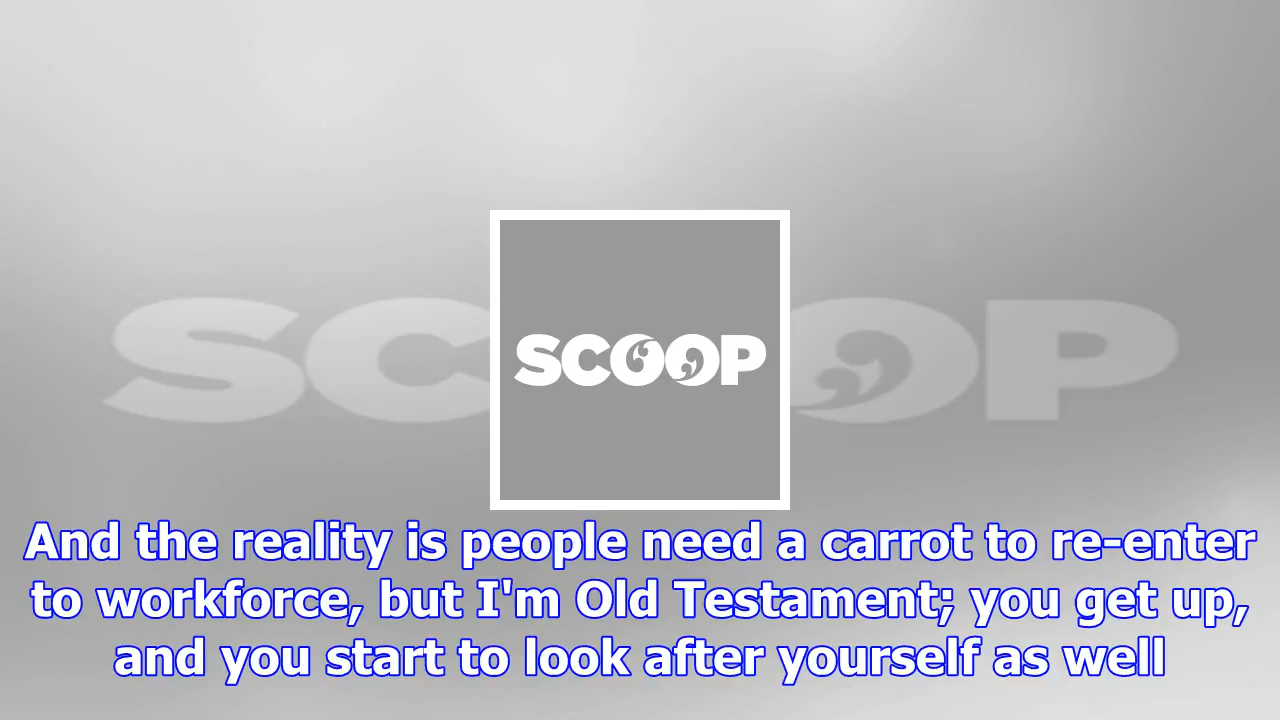 SCOOP
SCOOP
And the reality is people need a carrot to re-enter
to workforce, but I'm Old Testament; you get up,
and you start to look after yourself as well